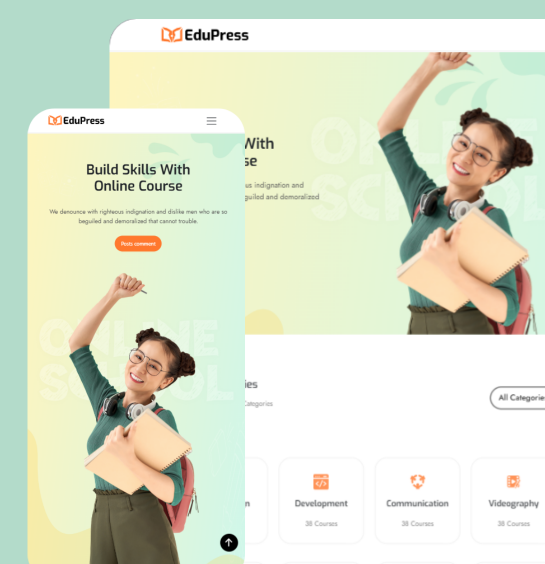 EduPress
EduPress
Build Skills With
Online Course
We denounce with righteous indignation and dislike men who are so
beguiled and demoralized that cannot trouble.
Posts comment
ONLINE
SCHOOL
With
se
us indignation and
guiled and demoralized
ONLINE
SCHOOL
ies
Categories
All Categorie
n
Development
38 Courses
Communication
38 Courses
Videography
38 Courses